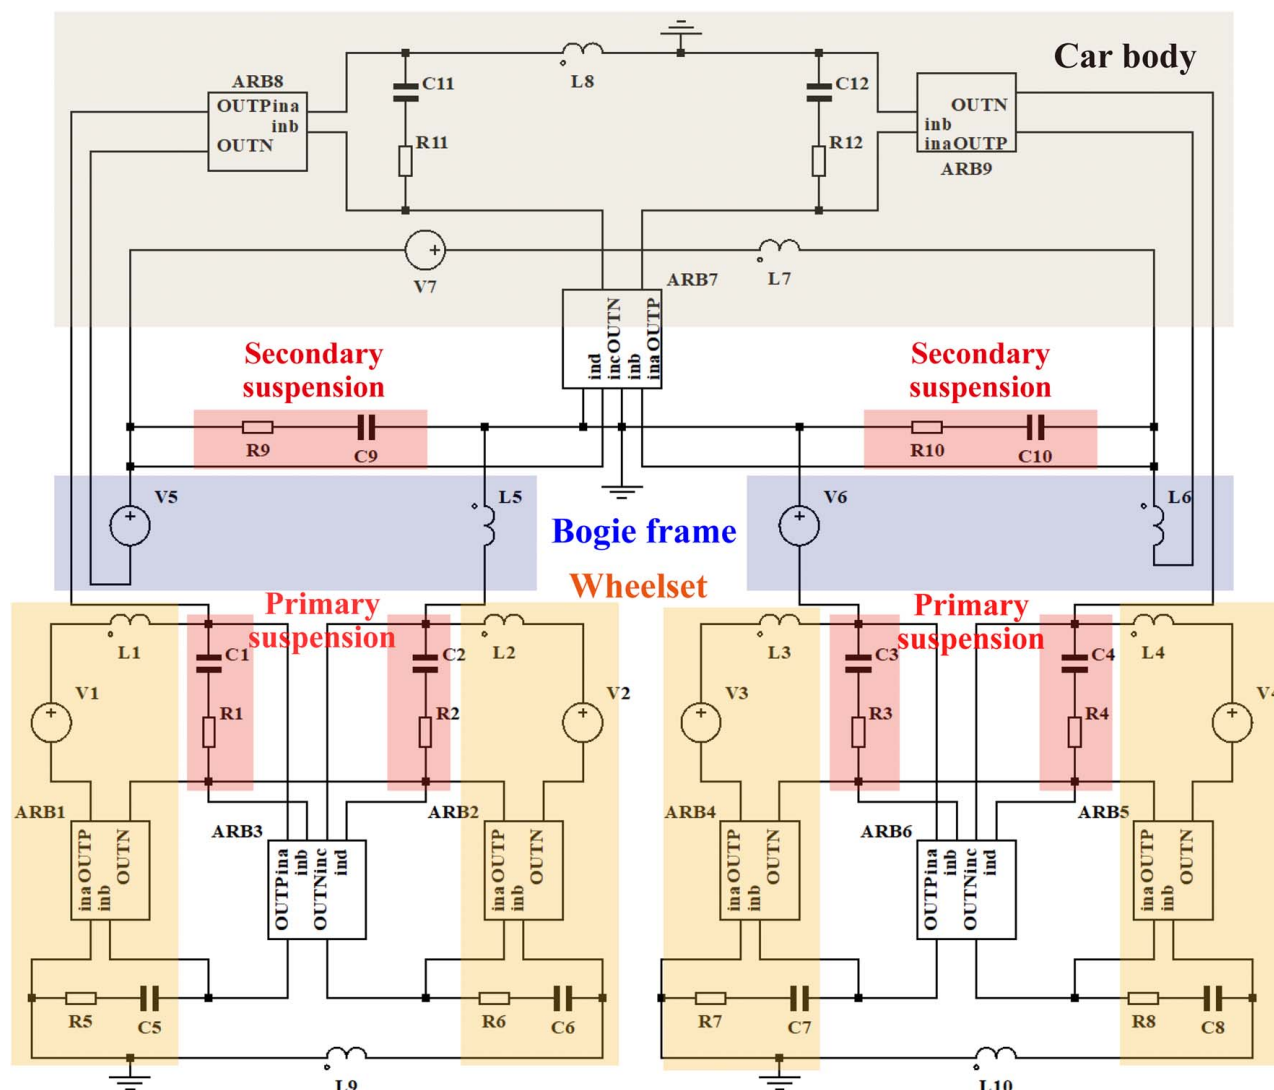 Car body
ARB8
OUTPina
inb
OUTN
C11
R11
L8
C12
R12
OUTN
inb
inaOUTP
ARB9
V7
L7
ARB7
ind
incOUTN
inb
inaOUTP
Secondary
suspension
R9
C9
Secondary
suspension
R10
C10
V5
L5
Bogie frame
V6
L6
Wheelset
Primary
suspension
Primary
suspension
L1
C1
C2
L2
L3
C3
C4
L4
V1
R1
R2
V2
V3
R3
R4
ARB1
ARB3
ARB2
ARB4
ARB6
ARB5
inaOUTP
inb
OUTN
OUTPina
inb
OUTNinc
ind
inaOUTP
inb
OUTN
inaOUTP
inb
OUTN
OUTPina
inb
OUTNinc
ind
inaOUTP
inb
OUTN
R5
C5
R6
C6
R7
C7
R8
C8
L9
L10